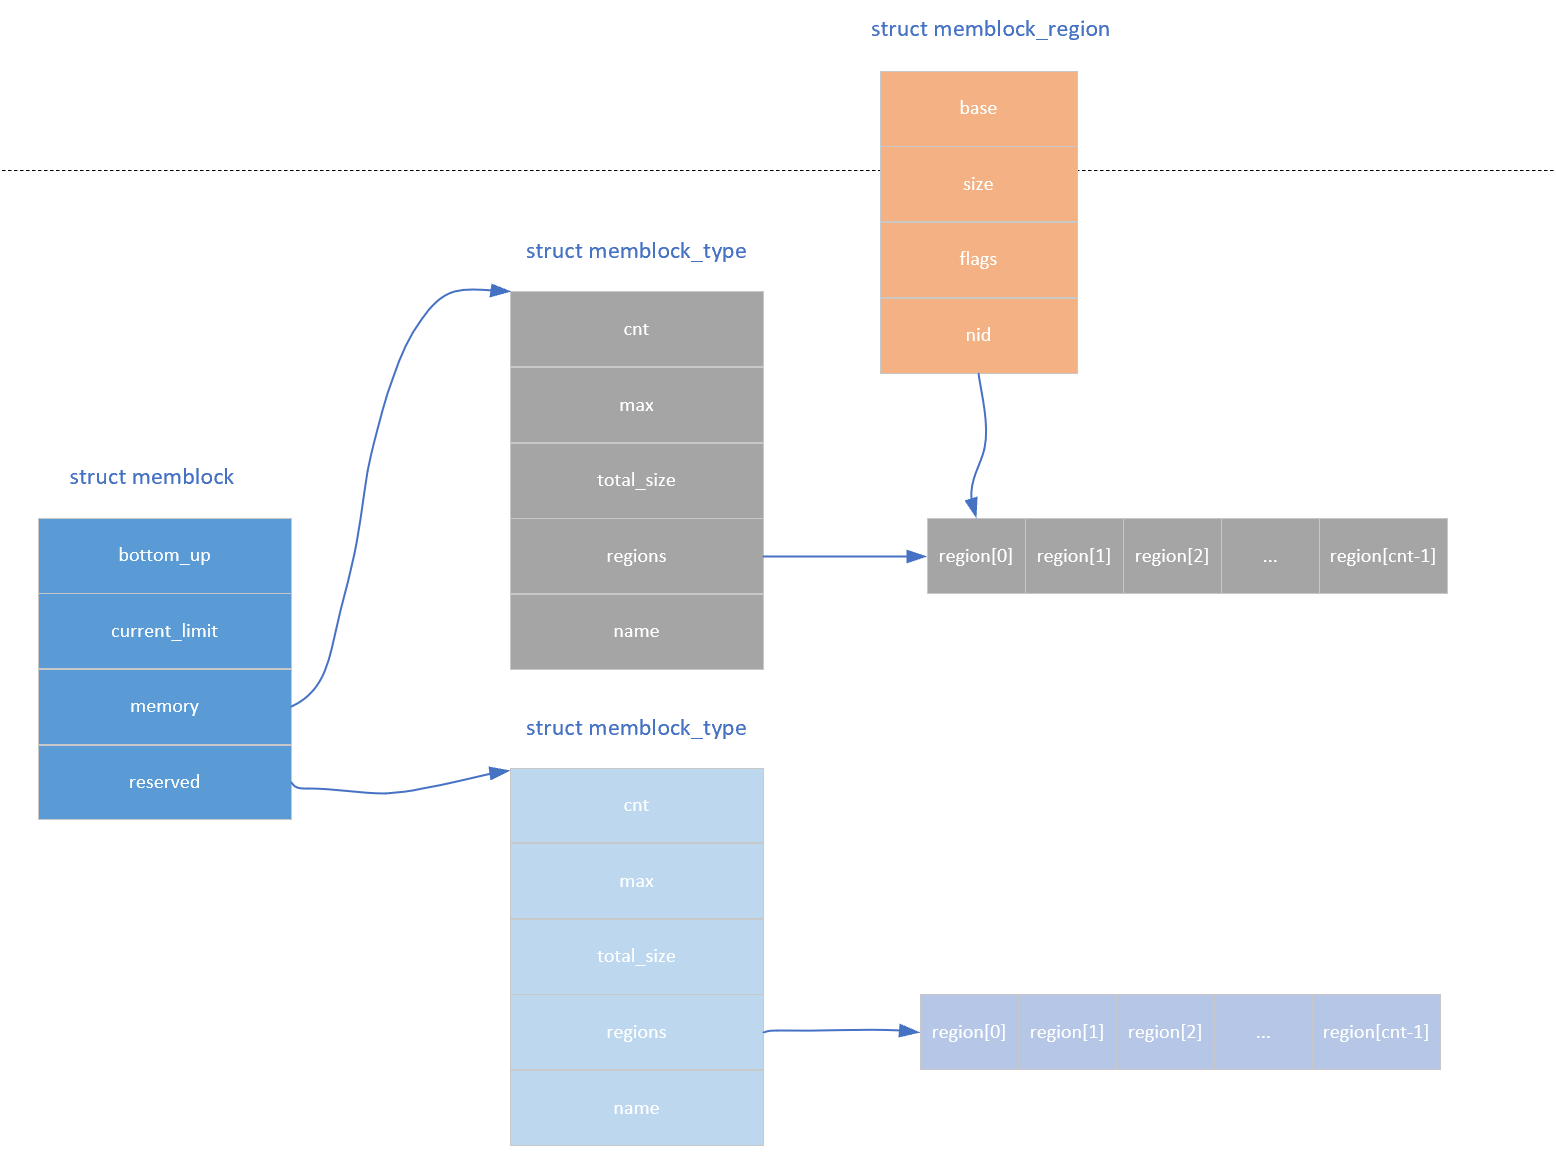 struct memblock_region
base
size
flags
nid
struct memblock_type
cnt
max
total_size
regions
name
region[0] region[1] region[2] ... region[cnt-1]
struct memblock
bottom_up
current_limit
memory
reserved
struct memblock_type
cnt
max
total_size
regions
name
region[0] region[1] region[2] ... region[cnt-1]